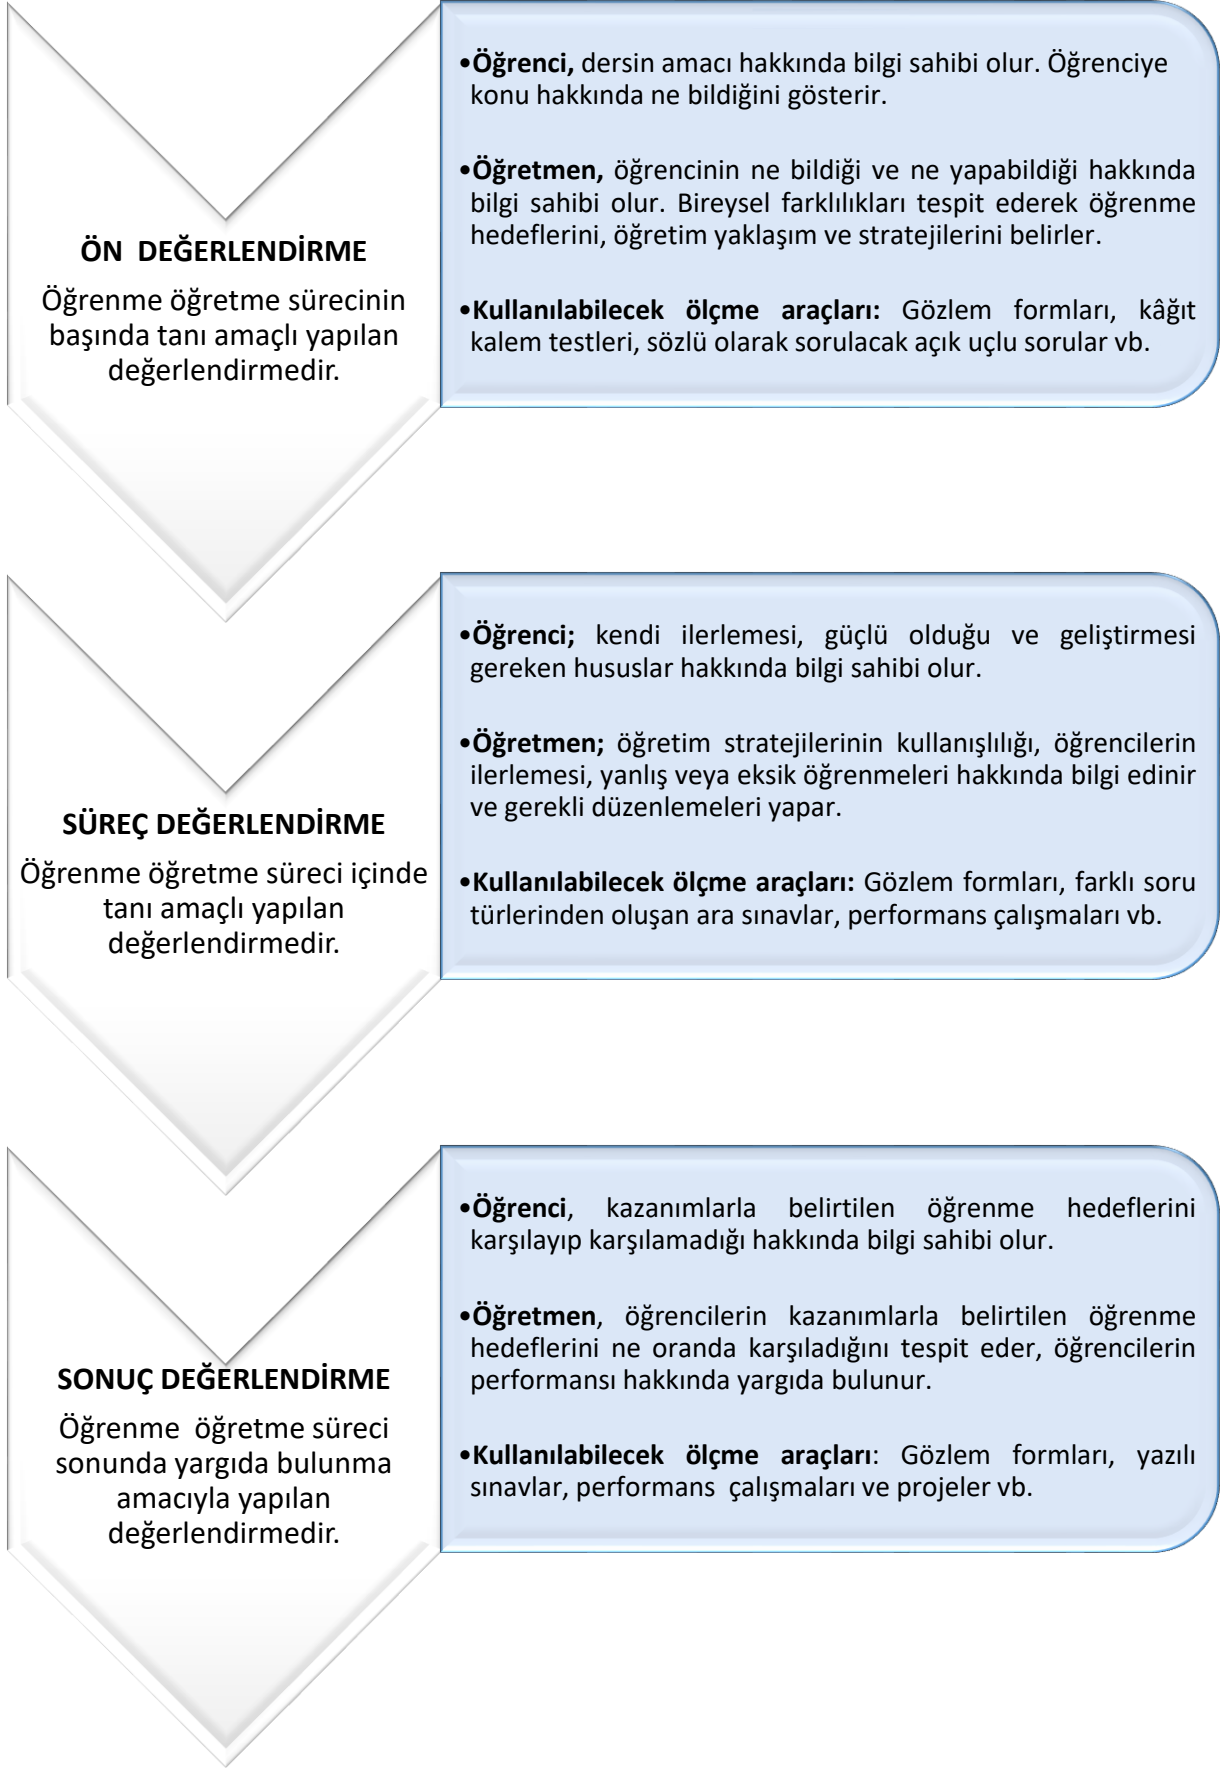 ÖN  DEĞERLENDİRME
Öğrenme öğretme sürecinin
başında tanı amaçlı yapılan
değerlendirmedir.
•Öğrenci, dersin amacı hakkında bilgi sahibi olur. Öğrenciye
konu hakkında ne bildiğini gösterir.
•Öğretmen, öğrencinin ne bildiği ve ne yapabildiği hakkında
bilgi sahibi olur. Bireysel farklılıkları tespit ederek öğrenme
hedeflerini, öğretim yaklaşım ve stratejilerini belirler.
•Kullanılabilecek ölçme araçları: Gözlem formları, kâğıt
kalem testleri, sözlü olarak sorulacak açık uçlu sorular vb.
SÜREÇ DEĞERLENDİRME
Öğrenme öğretme süreci içinde
tanı amaçlı yapılan
değerlendirmedir.
•Öğrenci; kendi ilerlemesi, güçlü olduğu ve geliştirmesi
gereken hususlar hakkında bilgi sahibi olur.
•Öğretmen; öğretim stratejilerinin kullanışlılığı, öğrencilerin
ilerlemesi, yanlış veya eksik öğrenmeleri hakkında bilgi edinir
ve gerekli düzenlemeleri yapar.
•Kullanılabilecek ölçme araçları: Gözlem formları, farklı soru
türlerinden oluşan ara sınavlar, performans çalışmaları vb.
SONUÇ DEĞERLENDİRME
Öğrenme  öğretme süreci
sonunda yargıda bulunma
amacıyla yapılan
değerlendirmedir.
•Öğrenci, kazanımlarla belirtilen öğrenme hedeflerini
karşılayıp karşılamadığı hakkında bilgi sahibi olur.
•Öğretmen, öğrencilerin kazanımlarla belirtilen öğrenme
hedeflerini ne oranda karşıladığını tespit eder, öğrencilerin
performansı hakkında yargıda bulunur.
•Kullanılabilecek ölçme araçları: Gözlem formları, yazılı
sınavlar, performans  çalışmaları ve projeler vb.